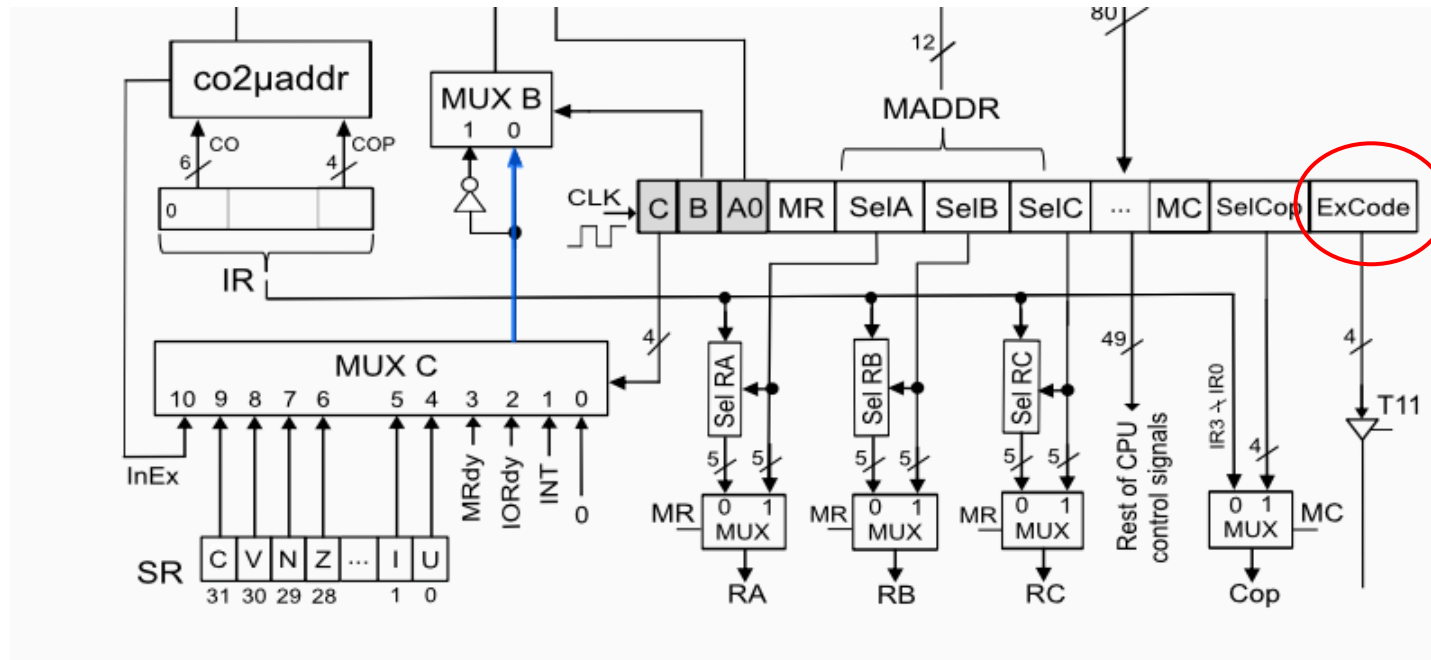 80
12
co2µaddr
MUX B
1 0
MADDR
6 CO
4 COP
CLK
C B A0 MR SelA SelB SelC ... MC SelCop ExCode
0
IR
4
49
4
MUX C
10 9 8 7 6 5 4 3 2 1 0
Sel RA
Sel RB
Sel RC
IR3 IR0
T11
InEx
MRdy
IORdy
INT
0
5 5 5 5 5 5 4
Rest of CPU
control signals
MR 0 1 MR 0 1 MR 0 1 0 1 MC
MUX MUX MUX MUX
SR C V N Z ... I U
31 30 29 28 1 0
RA RB RC Cop